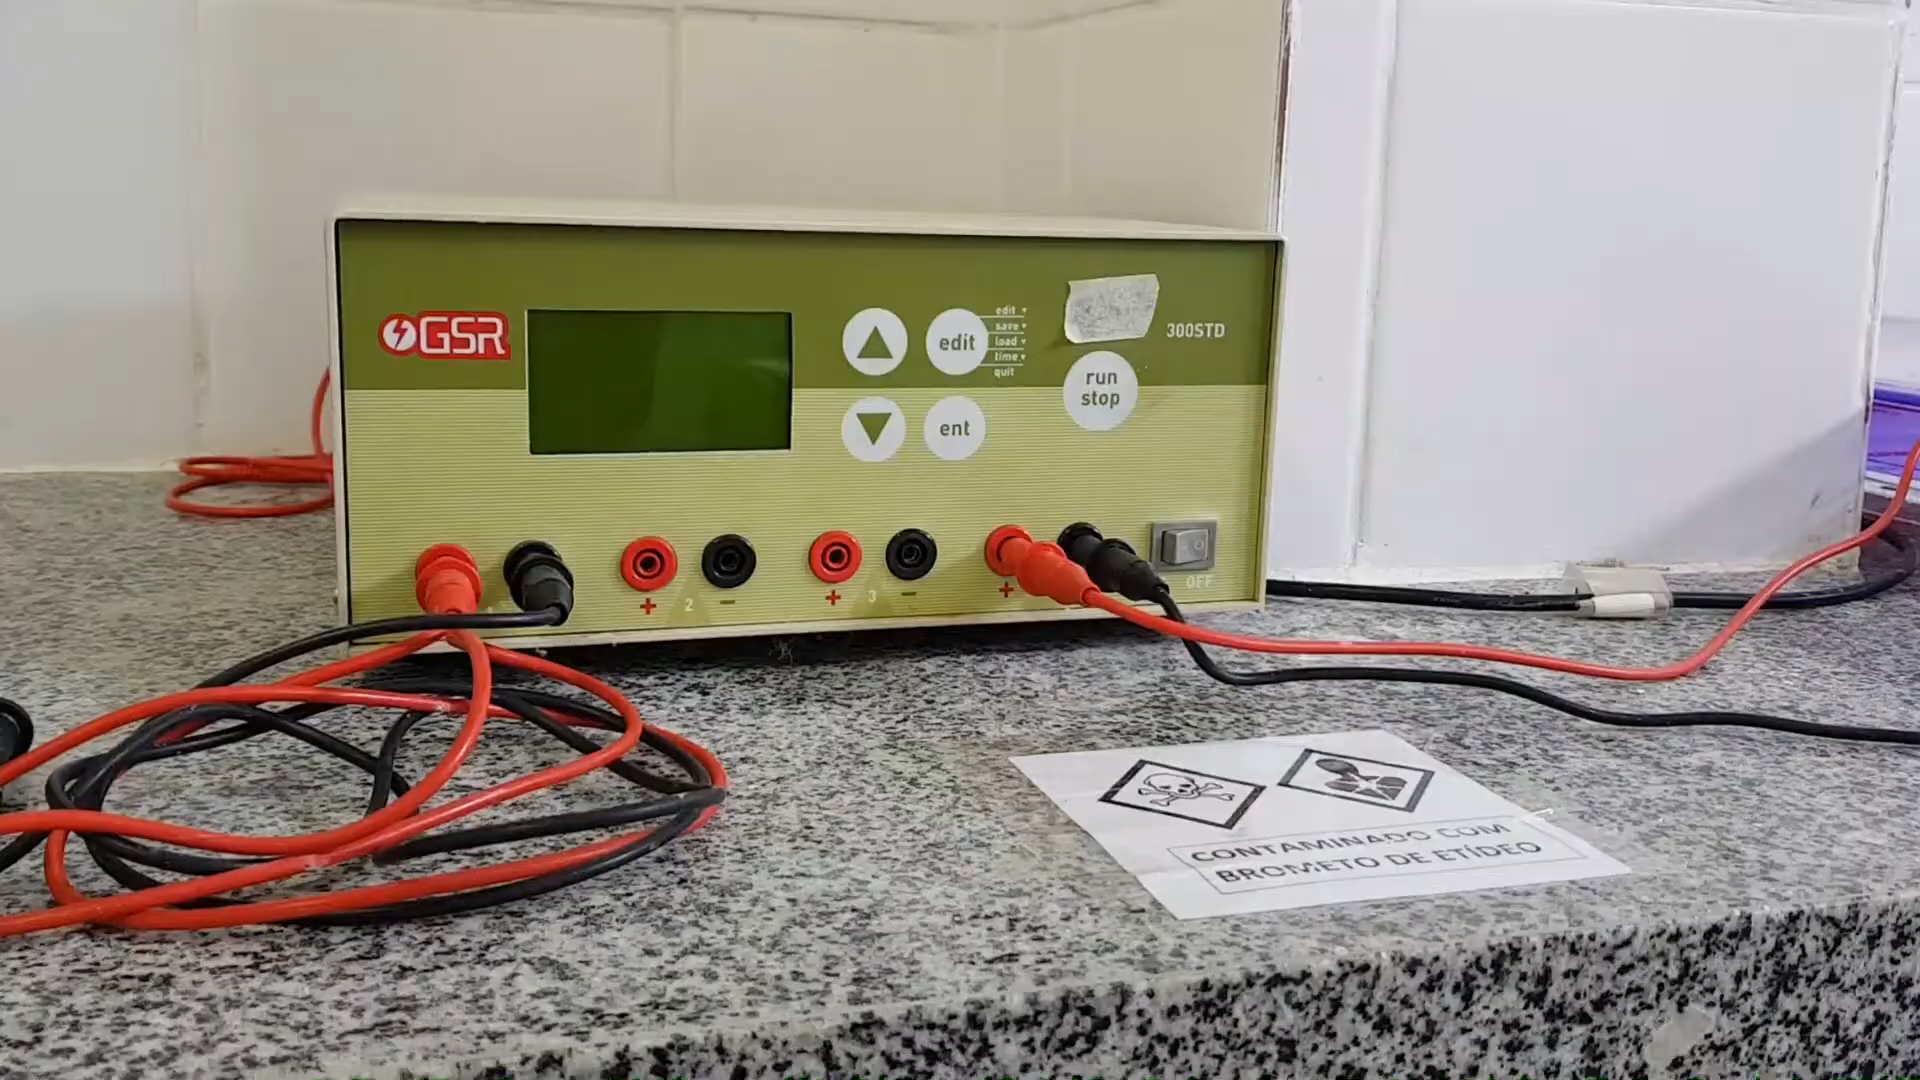 GSR
edit
edit
save
load
time
quit
300STD
run
stop
ent
+ 2 -
+ 3 -
+
OFF
CONTAMINADO COM
BROMETO DE ETÍDEO